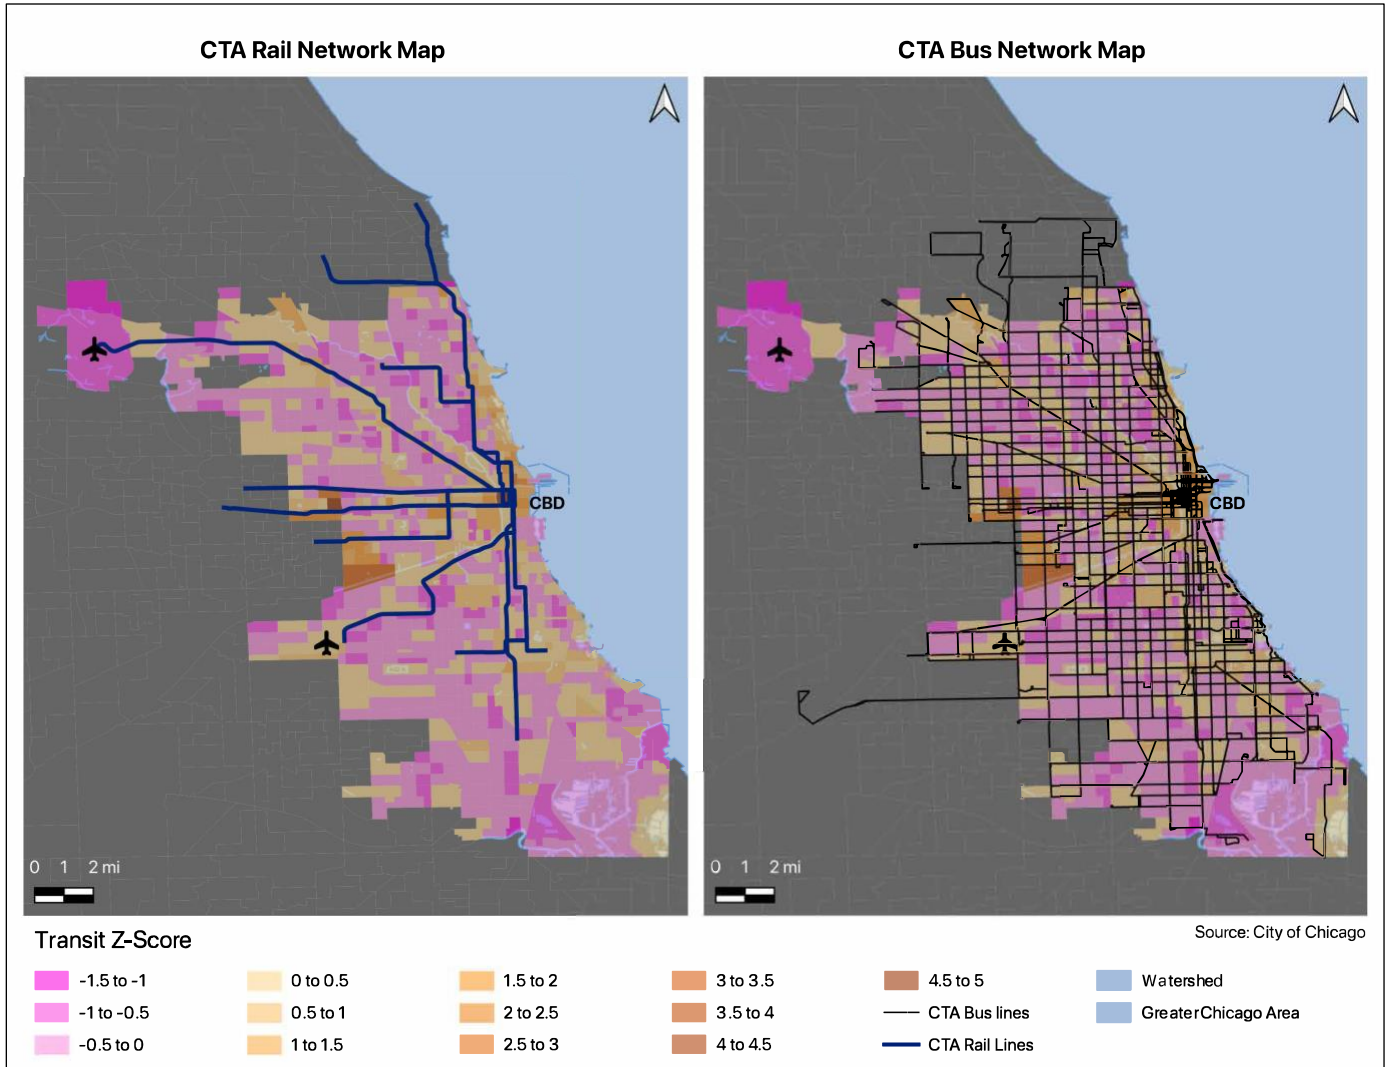 CTA Rail Network Map
CTA Bus Network Map
CBD
CBD
0 1 2 mi
0 1 2 mi
Transit Z-Score
Source: City of Chicago
-1.5 to -1
0 to 0.5
1.5 to 2
3 to 3.5
4.5 to 5
Watershed
-1 to -0.5
0.5 to 1
2 to 2.5
3.5 to 4
CTA Bus lines
Greater Chicago Area
-0.5 to 0
1 to 1.5
2.5 to 3
4 to 4.5
CTA Rail Lines